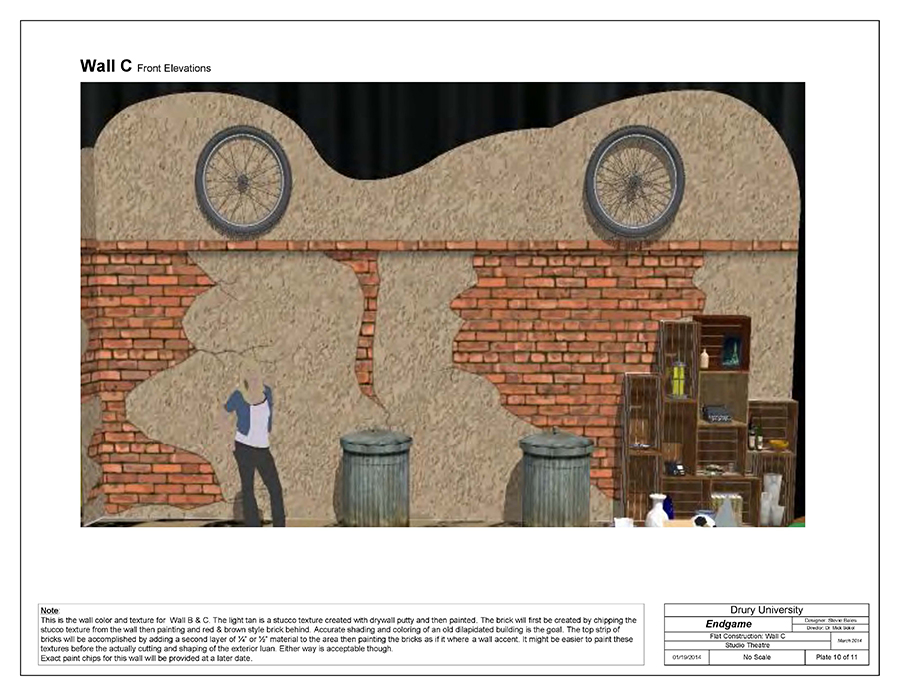 Wall C Front Elevations
Note:
This is the wall color and texture for Wall B & C. The light tan is a stucco texture created with drywall putty and then painted. The brick will first be created by chipping the
stucco texture from the wall then painting and red & brown style brick behind. Accurate shading and coloring of an old dilapidated building is the goal. The top strip of
bricks will be accomplished by adding a second layer of ¼" or ½" material to the area then painting the bricks as if it where a wall accent. It might be easier to paint these
textures before the actually cutting and shaping of the exterior luan. Either way is acceptable though.
Exact paint chips for this wall will be provided at a later date.
Drury University
Endgame
Designer: Stevie
Director: Dr. Mick Sokol
Flat Construction: Wall C
Studio Theatre
March 2014
01/19/2014 No Scale Plate 10 of 11